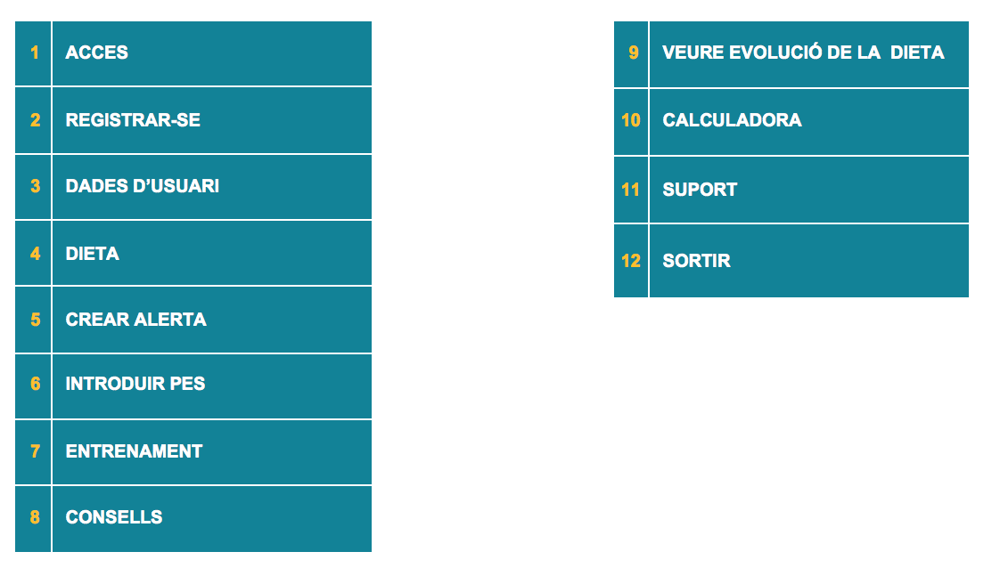 1 ACCES
2 REGISTRAR-SE
3 DADES D’USUARI
4 DIETA
5 CREAR ALERTA
6 INTRODUIR PES
7 ENTRENAMENT
8 CONSELLS
9 VEURE EVOLUCIÓ DE LA  DIETA
10 CALCULADORA
11 SUPORT
12 SORTIR